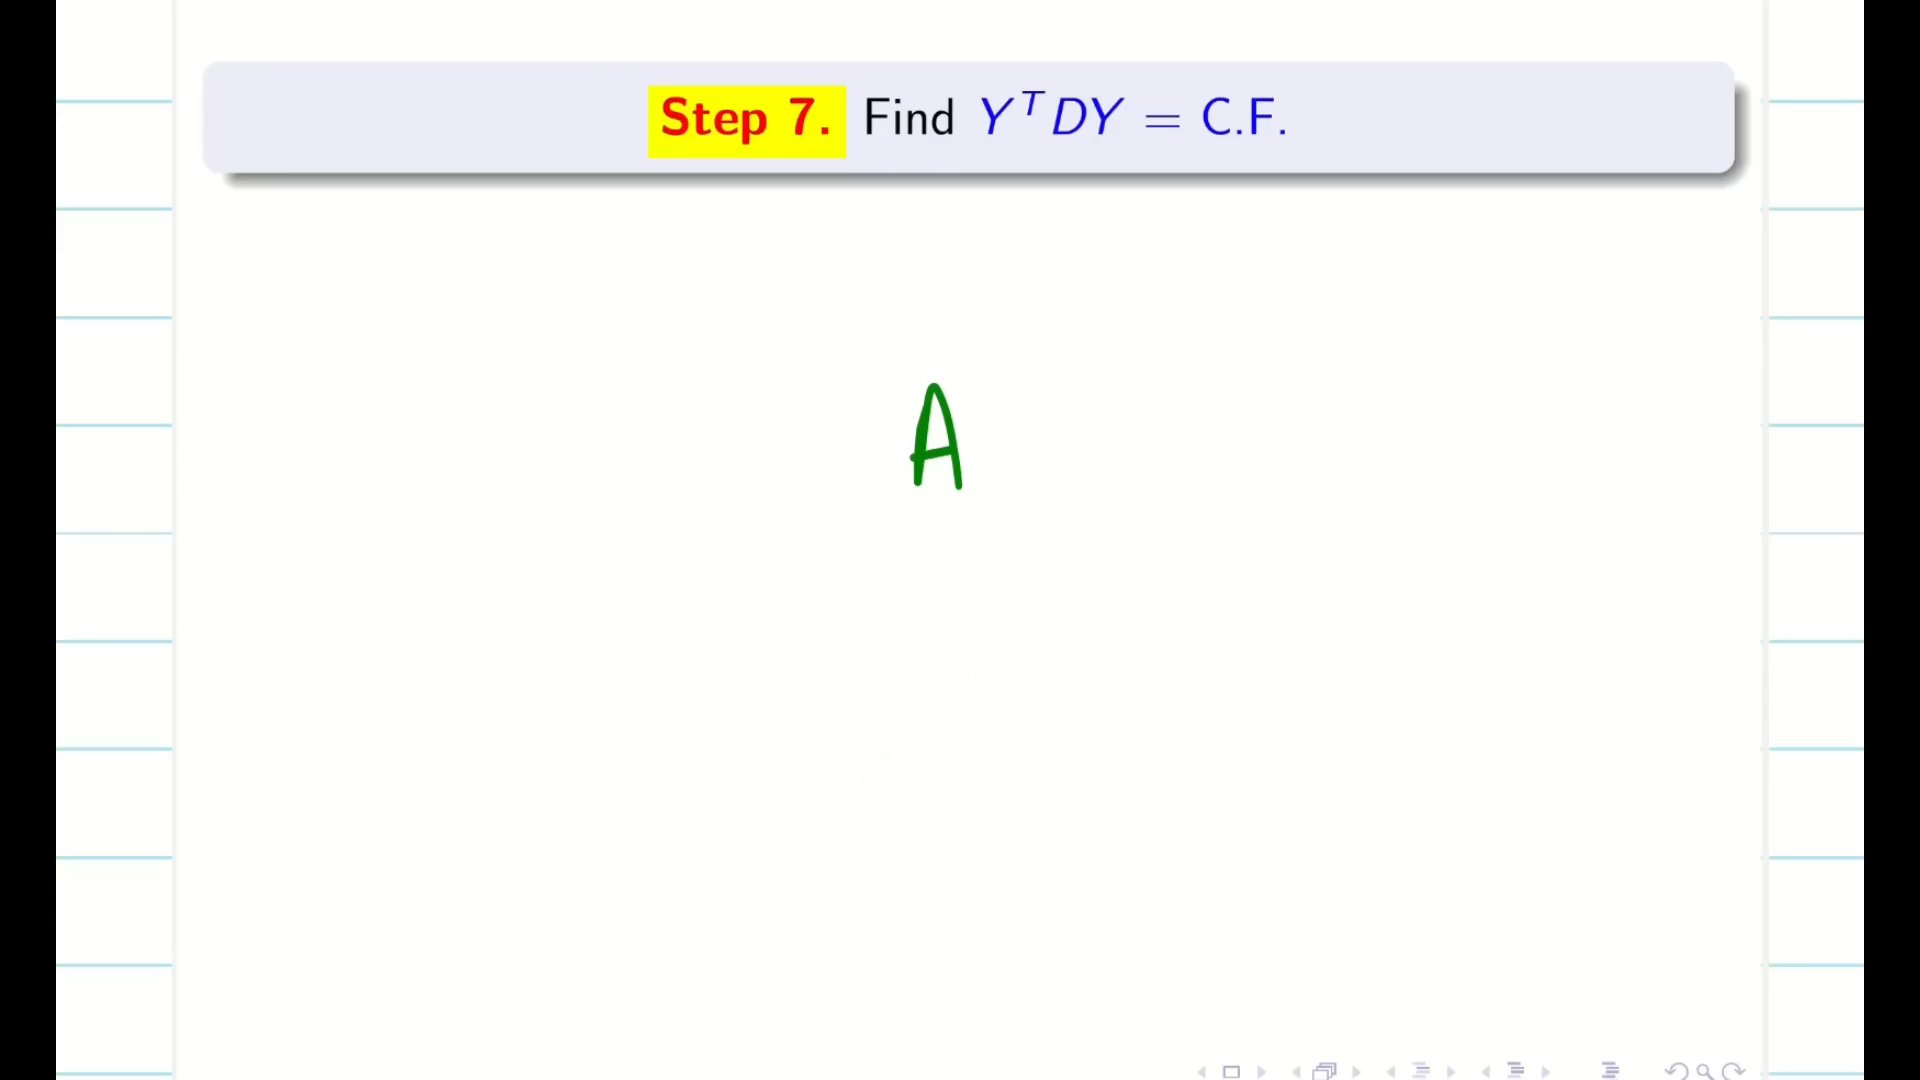 Step 7. Find Y^T DY = C.F.
A